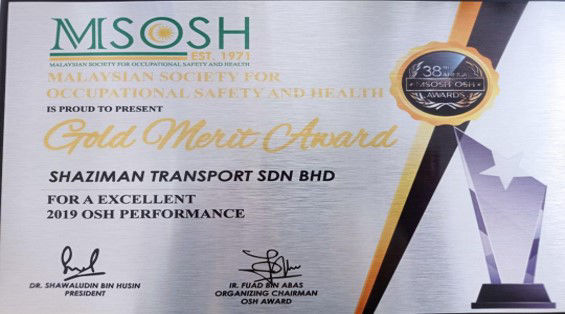 MSOSH
EST. 1971
MALAYSIAN SOCIETY FOR OCCUPATIONAL SAFETY AND HEALTH
MALAYSIAN SOCIETY FOR
OCCUPATIONAL SAFETY AND HEALTH
IS PROUD TO PRESENT
Gold Merit Award
SHAZIMAN TRANSPORT SDN BHD
FOR A EXCELLENT
2019 OSH PERFORMANCE
DR. SHAWALUDIN BIN HUSIN
PRESIDENT
IR. FUAD BIN ABAS
ORGANIZING CHAIRMAN
OSH AWARD
38TH ANNUAL
MSOSH OSH
AWARDS